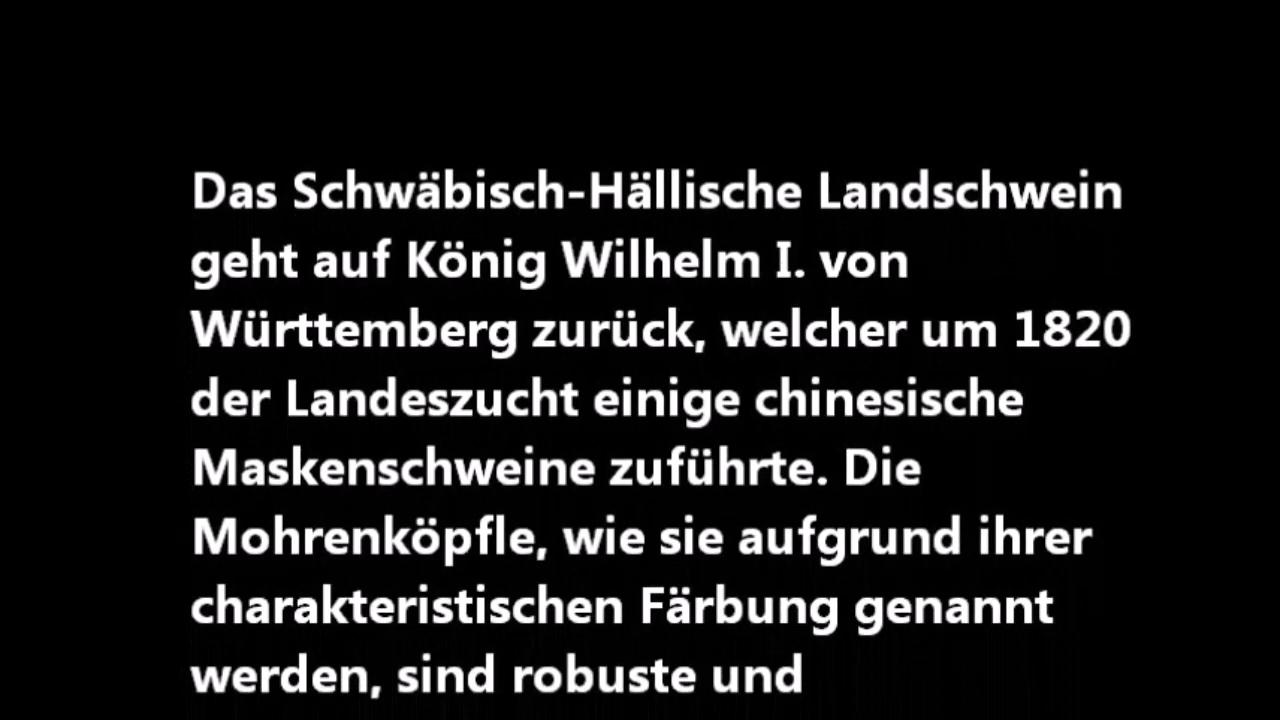 Das Schwäbisch-Hällische Landschwein
geht auf König Wilhelm I. von
Württemberg zurück, welcher um 1820
der Landeszucht einige chinesische
Maskenschweine zuführte. Die
Mohrenköpfle, wie sie aufgrund ihrer
charakteristischen Färbung genannt
werden, sind robuste und